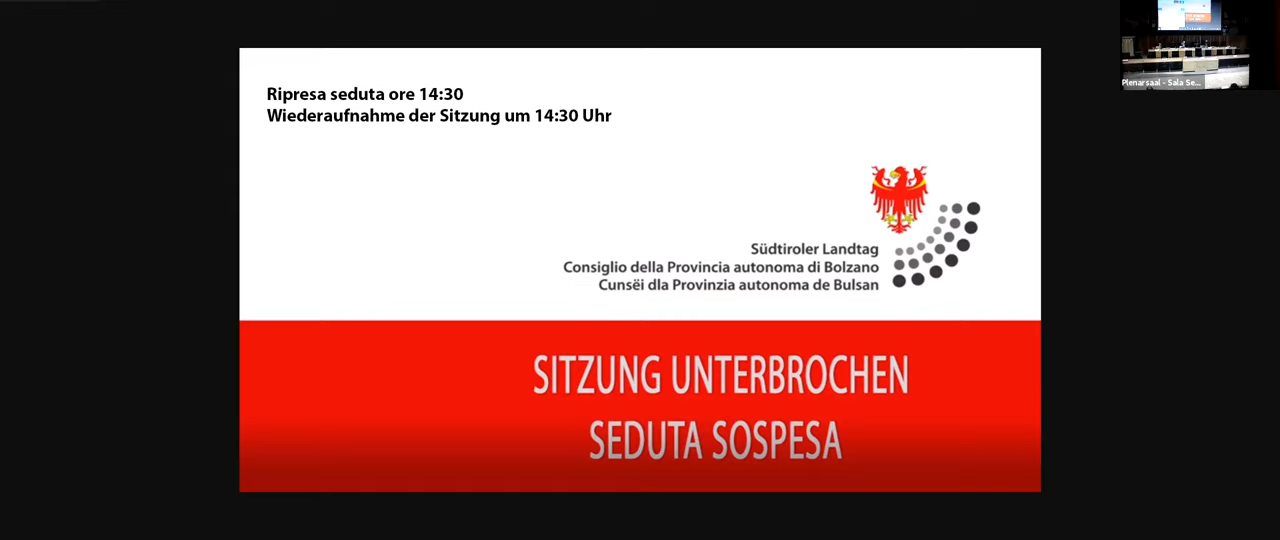 Ripresa seduta ore 14:30
Wiederaufnahme der Sitzung um 14:30 Uhr
Plenarsaal - Sala Se...
Südtiroler Landtag
Consiglio della Provincia autonoma di Bolzano
Cunsëi dla Provinzia autonoma de Bulsan
SITZUNG UNTERBROCHEN
SEDUTA SOSPESA